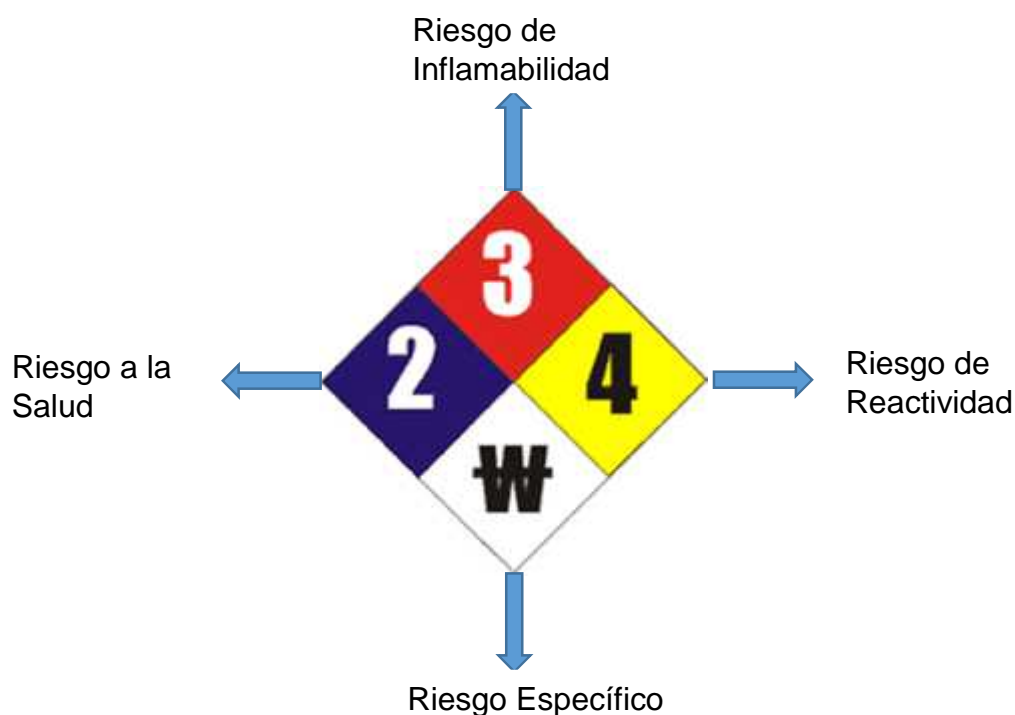 Riesgo de
Inflamabilidad
3
Riesgo a la
Salud
2
4
Riesgo de
Reactividad
W
Riesgo Específico